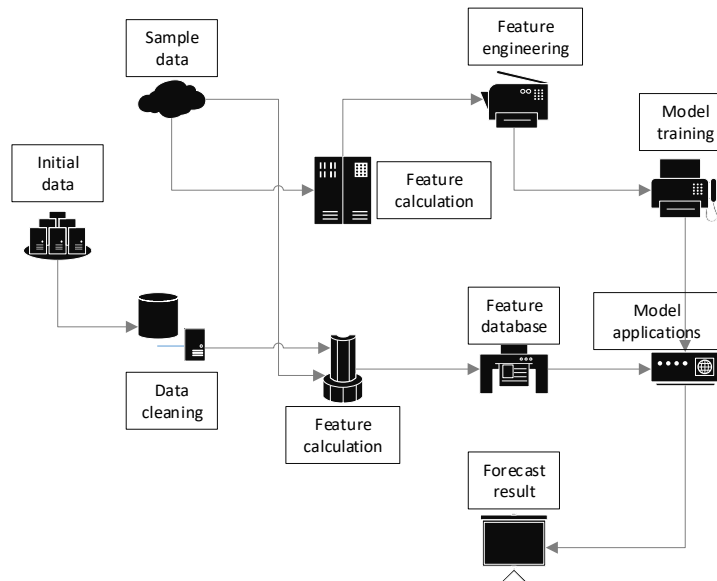 Sample
data
Feature
engineering
Model
training
Initial
data
Feature
calculation
Feature
database
Model
applications
Data
cleaning
Feature
calculation
Forecast
result